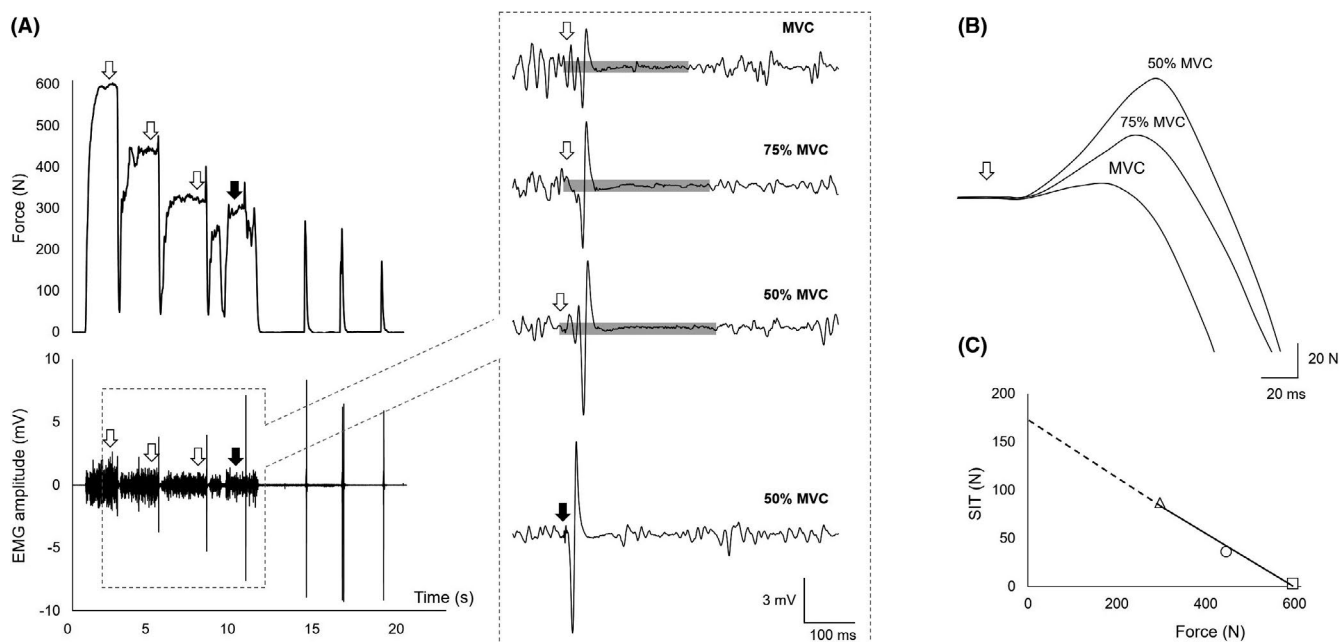 (A)
600
500
400
300
200
100
0
Force (N)
10
5
0
-5
-10
EMG amplitude (mV)
Time (s)
0 5 10 15 20
MVC
75% MVC
50% MVC
50% MVC
3 mV
100 ms
(B)
50% MVC
75% MVC
MVC
20 N
20 ms
(C)
200
150
100
50
0
SIT (N)
0 200 400 600
Force (N)